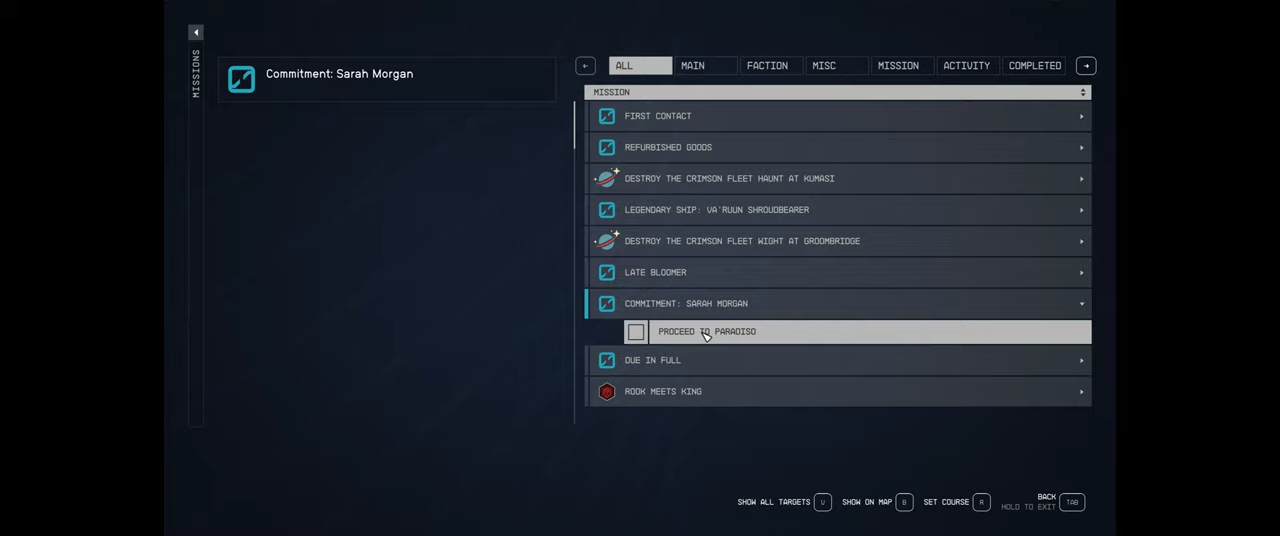 MISSIONS
Commitment: Sarah Morgan
ALL MAIN FACTION MISC MISSION ACTIVITY COMPLETED
MISSION
FIRST CONTACT
REFURBISHED GOODS
DESTROY THE CRIMSON FLEET HAUNT AT KUMASI
LEGENDARY SHIP: VA'RUUN SHROUDBEARER
DESTROY THE CRIMSON FLEET WIGHT AT GROOMBRIDGE
LATE BLOOMER
COMMITMENT: SARAH MORGAN
PROCEED TO PARADISO
DUE IN FULL
ROOK MEETS KING
SHOW ALL TARGETS V SHOW ON MAP B SET COURSE R BACK TAB
HOLD TO EXIT